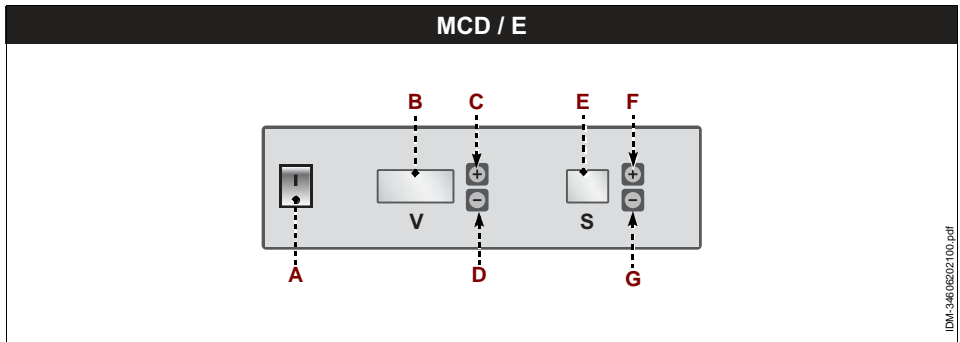 MCD / E
B C E F
I
+ +
− −
V S
A D G
IDM-34606202100.pdf